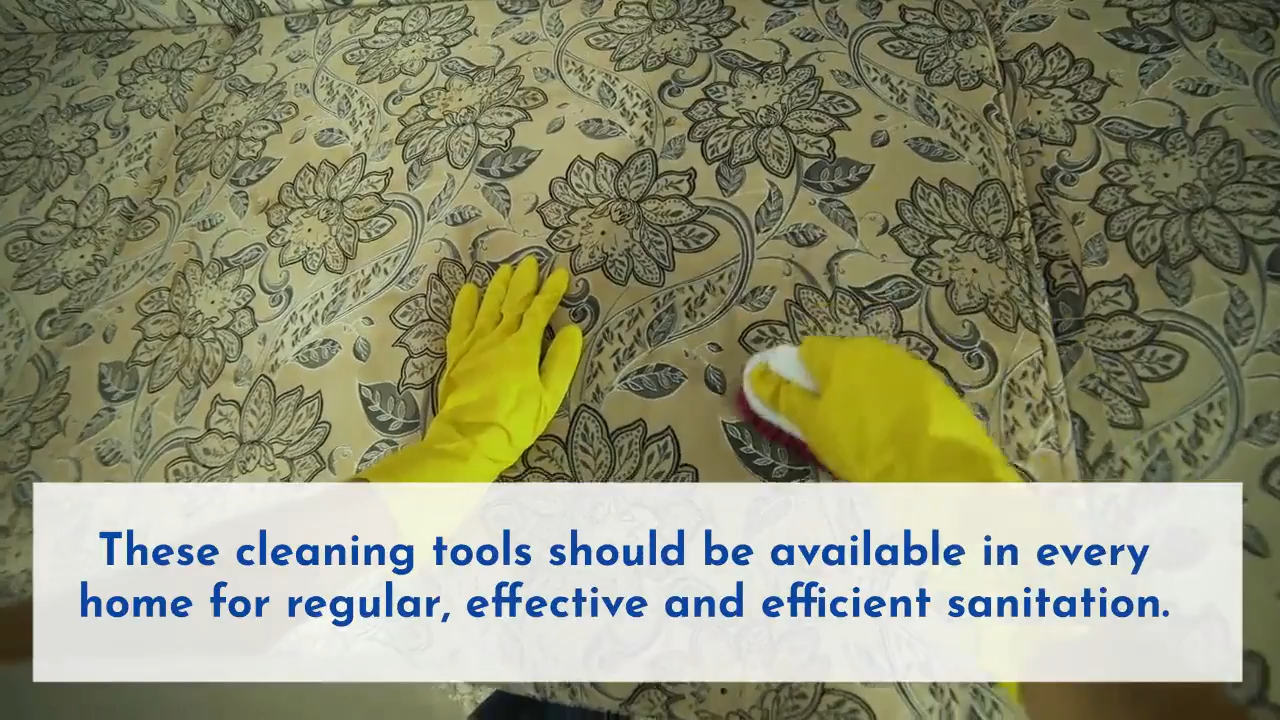 These cleaning tools should be available in every
home for regular, effective and efficient sanitation.